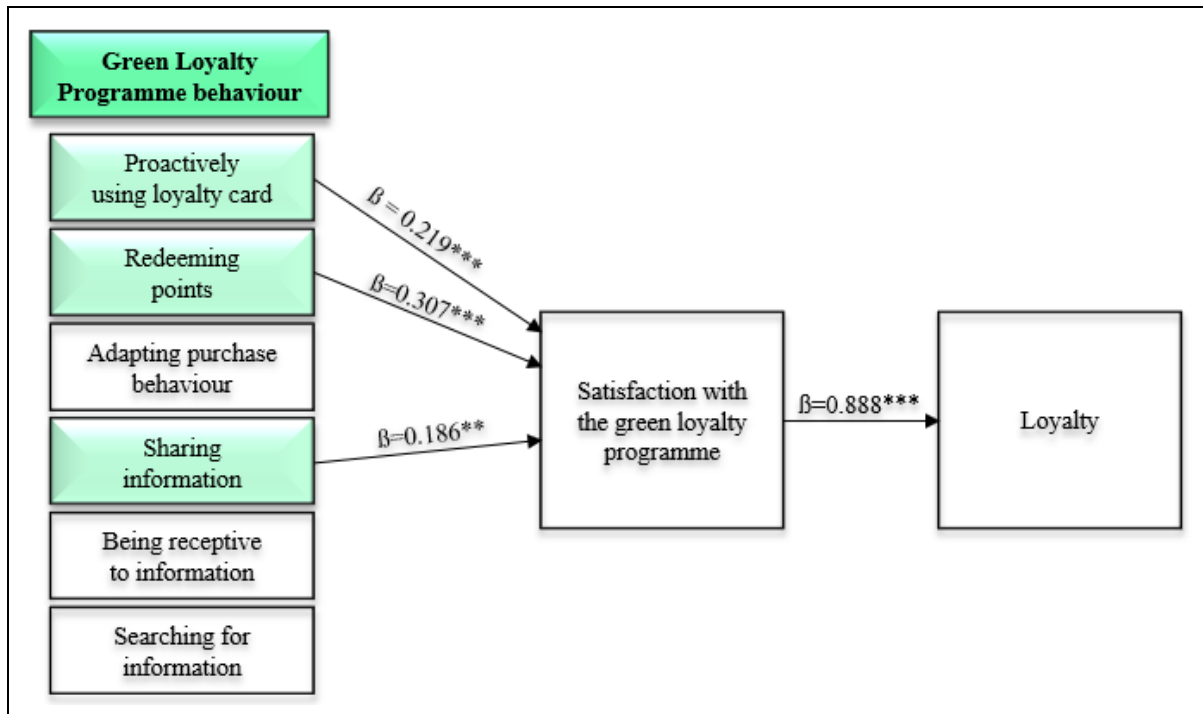 Green Loyalty
Programme behaviour
Proactively
using loyalty card
Redeeming
points
Adapting purchase
behaviour
Sharing
information
Being receptive
to information
Searching for
information
ß = 0.219***
ß=0.307***
ß=0.186**
Satisfaction with
the green loyalty
programme
ß=0.888***
Loyalty